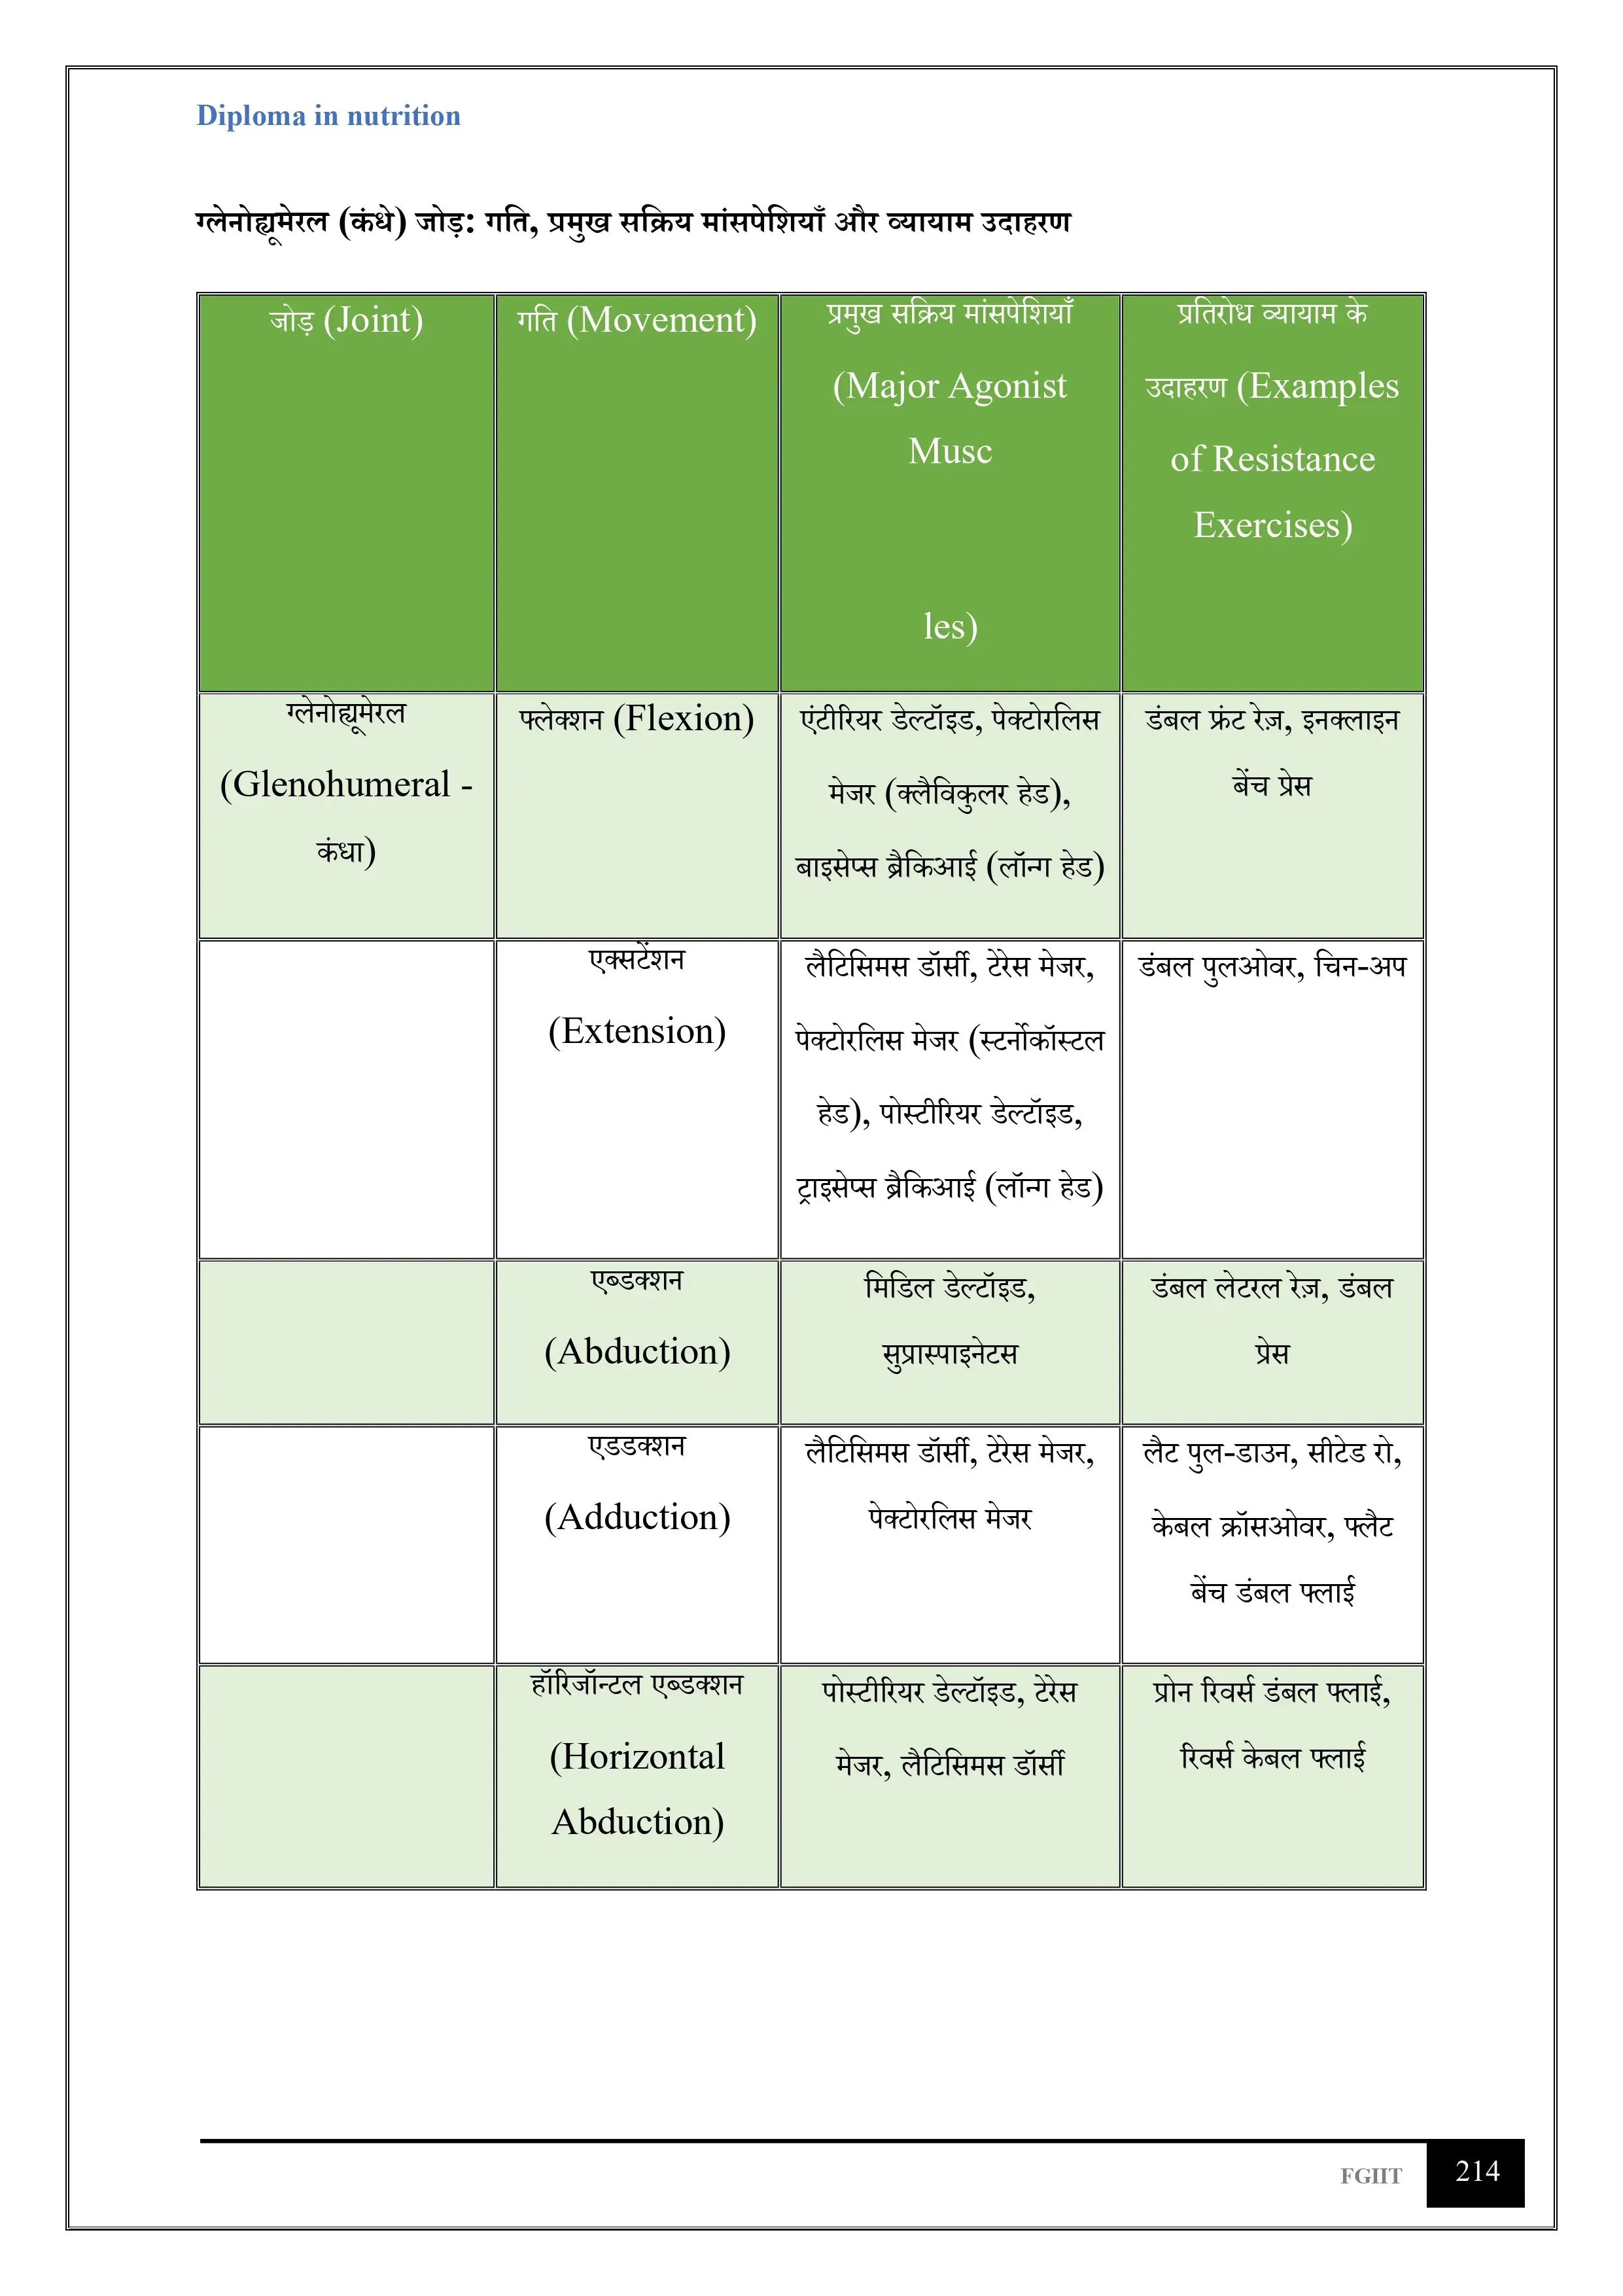 Diploma in nutrition
ग्लेनोह्यूमेरल (कंधे) जोड़: गति, प्रमुख सक्रिय मांसपेशियाँ और व्यायाम उदाहरण
जोड़ (Joint)
गति (Movement)
प्रमुख सक्रिय मांसपेशियाँ
(Major Agonist
Musc
les)
प्रतिरोध व्यायाम के
उदाहरण (Examples
of Resistance
Exercises)
ग्लेनोह्यूमेरल
(Glenohumeral -
कंधा)
फ्लेक्शन (Flexion)
एंटीरियर डेल्टॉइड, पेक्टोरलिस
मेजर (क्लैविकुलर हेड),
बाइसेप्स ब्रैकिआई (लॉन्ग हेड)
डंबल फ्रंट रेज़, इनक्लाइन
बेंच प्रेस
एक्सटेंशन
(Extension)
लैटिसिमस डॉर्सी, टेरेस मेजर,
पेक्टोरलिस मेजर (स्टर्नोकॉस्टल
हेड), पोस्टीरियर डेल्टॉइड,
ट्राइसेप्स ब्रैकिआई (लॉन्ग हेड)
डंबल पुलओवर, चिन-अप
एब्डक्शन
(Abduction)
मिडिल डेल्टॉइड,
सुप्रास्पाइनेटस
डंबल लेटरल रेज़, डंबल
प्रेस
एडडक्शन
(Adduction)
लैटिसिमस डॉर्सी, टेरेस मेजर,
पेक्टोरलिस मेजर
लैट पुल-डाउन, सीटेड रो,
केबल क्रॉसओवर, फ्लैट
बेंच डंबल फ्लाई
हॉरिजॉन्टल एब्डक्शन
(Horizontal
Abduction)
पोस्टीरियर डेल्टॉइड, टेरेस
मेजर, लैटिसिमस डॉर्सी
प्रोन रिवर्स डंबल फ्लाई,
रिवर्स केबल फ्लाई
FGIIT
214